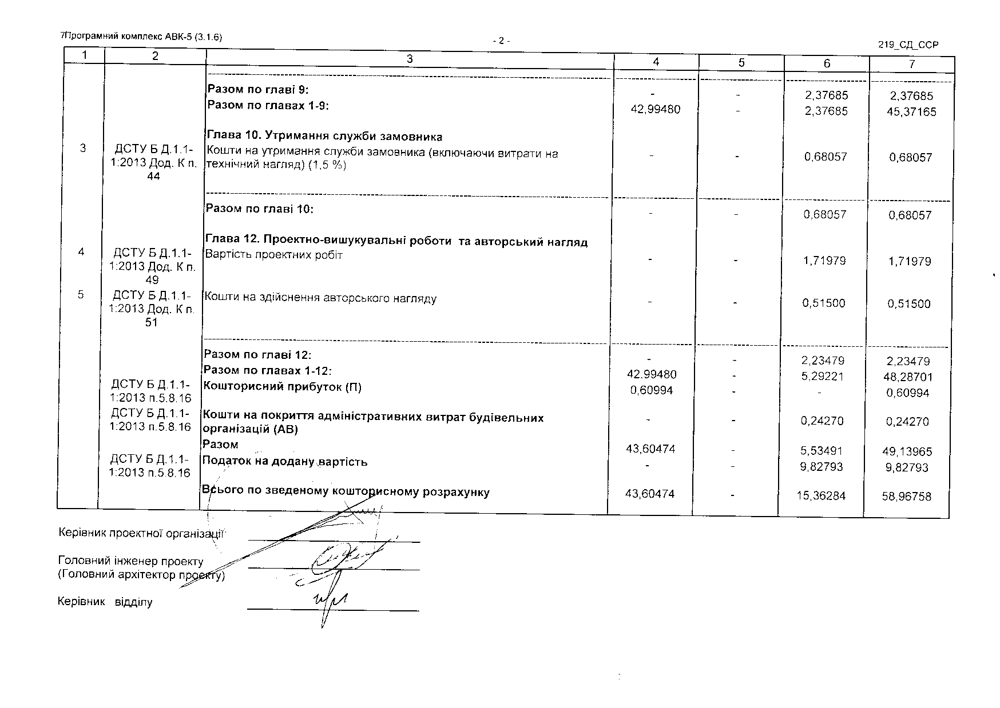 7Програмний комплекс АВК-5 (3.1.6)
- 2 -
219_СД_ССР
1 2 3 4 5 6 7
Разом по главі 9: - - 2,37685 2,37685
Разом по главах 1-9: 42,99480 - 2,37685 45,37165
Глава 10. Утримання служби замовника
3 ДСТУ Б Д.1.1- Кошти на утримання служби замовника (включаючи витрати на - - 0,68057 0,68057
1:2013 Дод. К п. технічний нагляд) (1,5 %)
44
Разом по главі 10: - - 0,68057 0,68057
Глава 12. Проектно-вишукувальні роботи та авторський нагляд
4 ДСТУ Б Д.1.1- Вартість проектних робіт - - 1,71979 1,71979
1:2013 Дод. К п.
49
5 ДСТУ Б Д.1.1- Кошти на здійснення авторського нагляду - - 0,51500 0,51500
1:2013 Дод. К п.
51
Разом по главі 12: - - 2,23479 2,23479
Разом по главах 1-12: 42.99480 - 5,29221 48,28701
ДСТУ Б Д.1.1- Кошторисний прибуток (П) 0,60994 - - 0,60994
1:2013 п.5.8.16
ДСТУ Б Д.1.1- Кошти на покриття адміністративних витрат будівельних - - 0,24270 0,24270
1:2013 п.5.8.16 організацій (АВ)
Разом 43,60474 - 5,53491 49,13965
ДСТУ Б Д.1.1- Податок на додану вартість - - 9,82793 9,82793
1:2013 п.5.8.16
Всього по зведеному кошторисному розрахунку 43,60474 - 15,36284 58,96758
Керівник проектної організації
Головний інженер проекту
(Головний архітектор проекту)
Керівник відділу